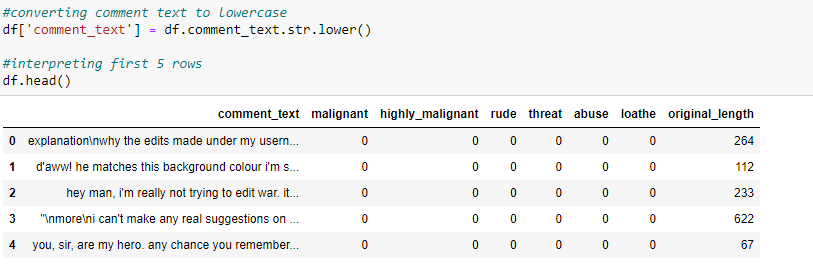 #converting comment text to lowercase
df['comment_text'] = df.comment_text.str.lower()
#interpreting first 5 rows
df.head()
comment_text malignant highly_malignant rude threat abuse loathe original_length
0 explanation\nwhy the edits made under my usern... 0 0 0 0 0 0 264
1 d'aww! he matches this background colour i'm s... 0 0 0 0 0 0 112
2 hey man, i'm really not trying to edit war. it... 0 0 0 0 0 0 233
3 "\nmore\ni can't make any real suggestions on ... 0 0 0 0 0 0 622
4 you, sir, are my hero. any chance you remember... 0 0 0 0 0 0 67